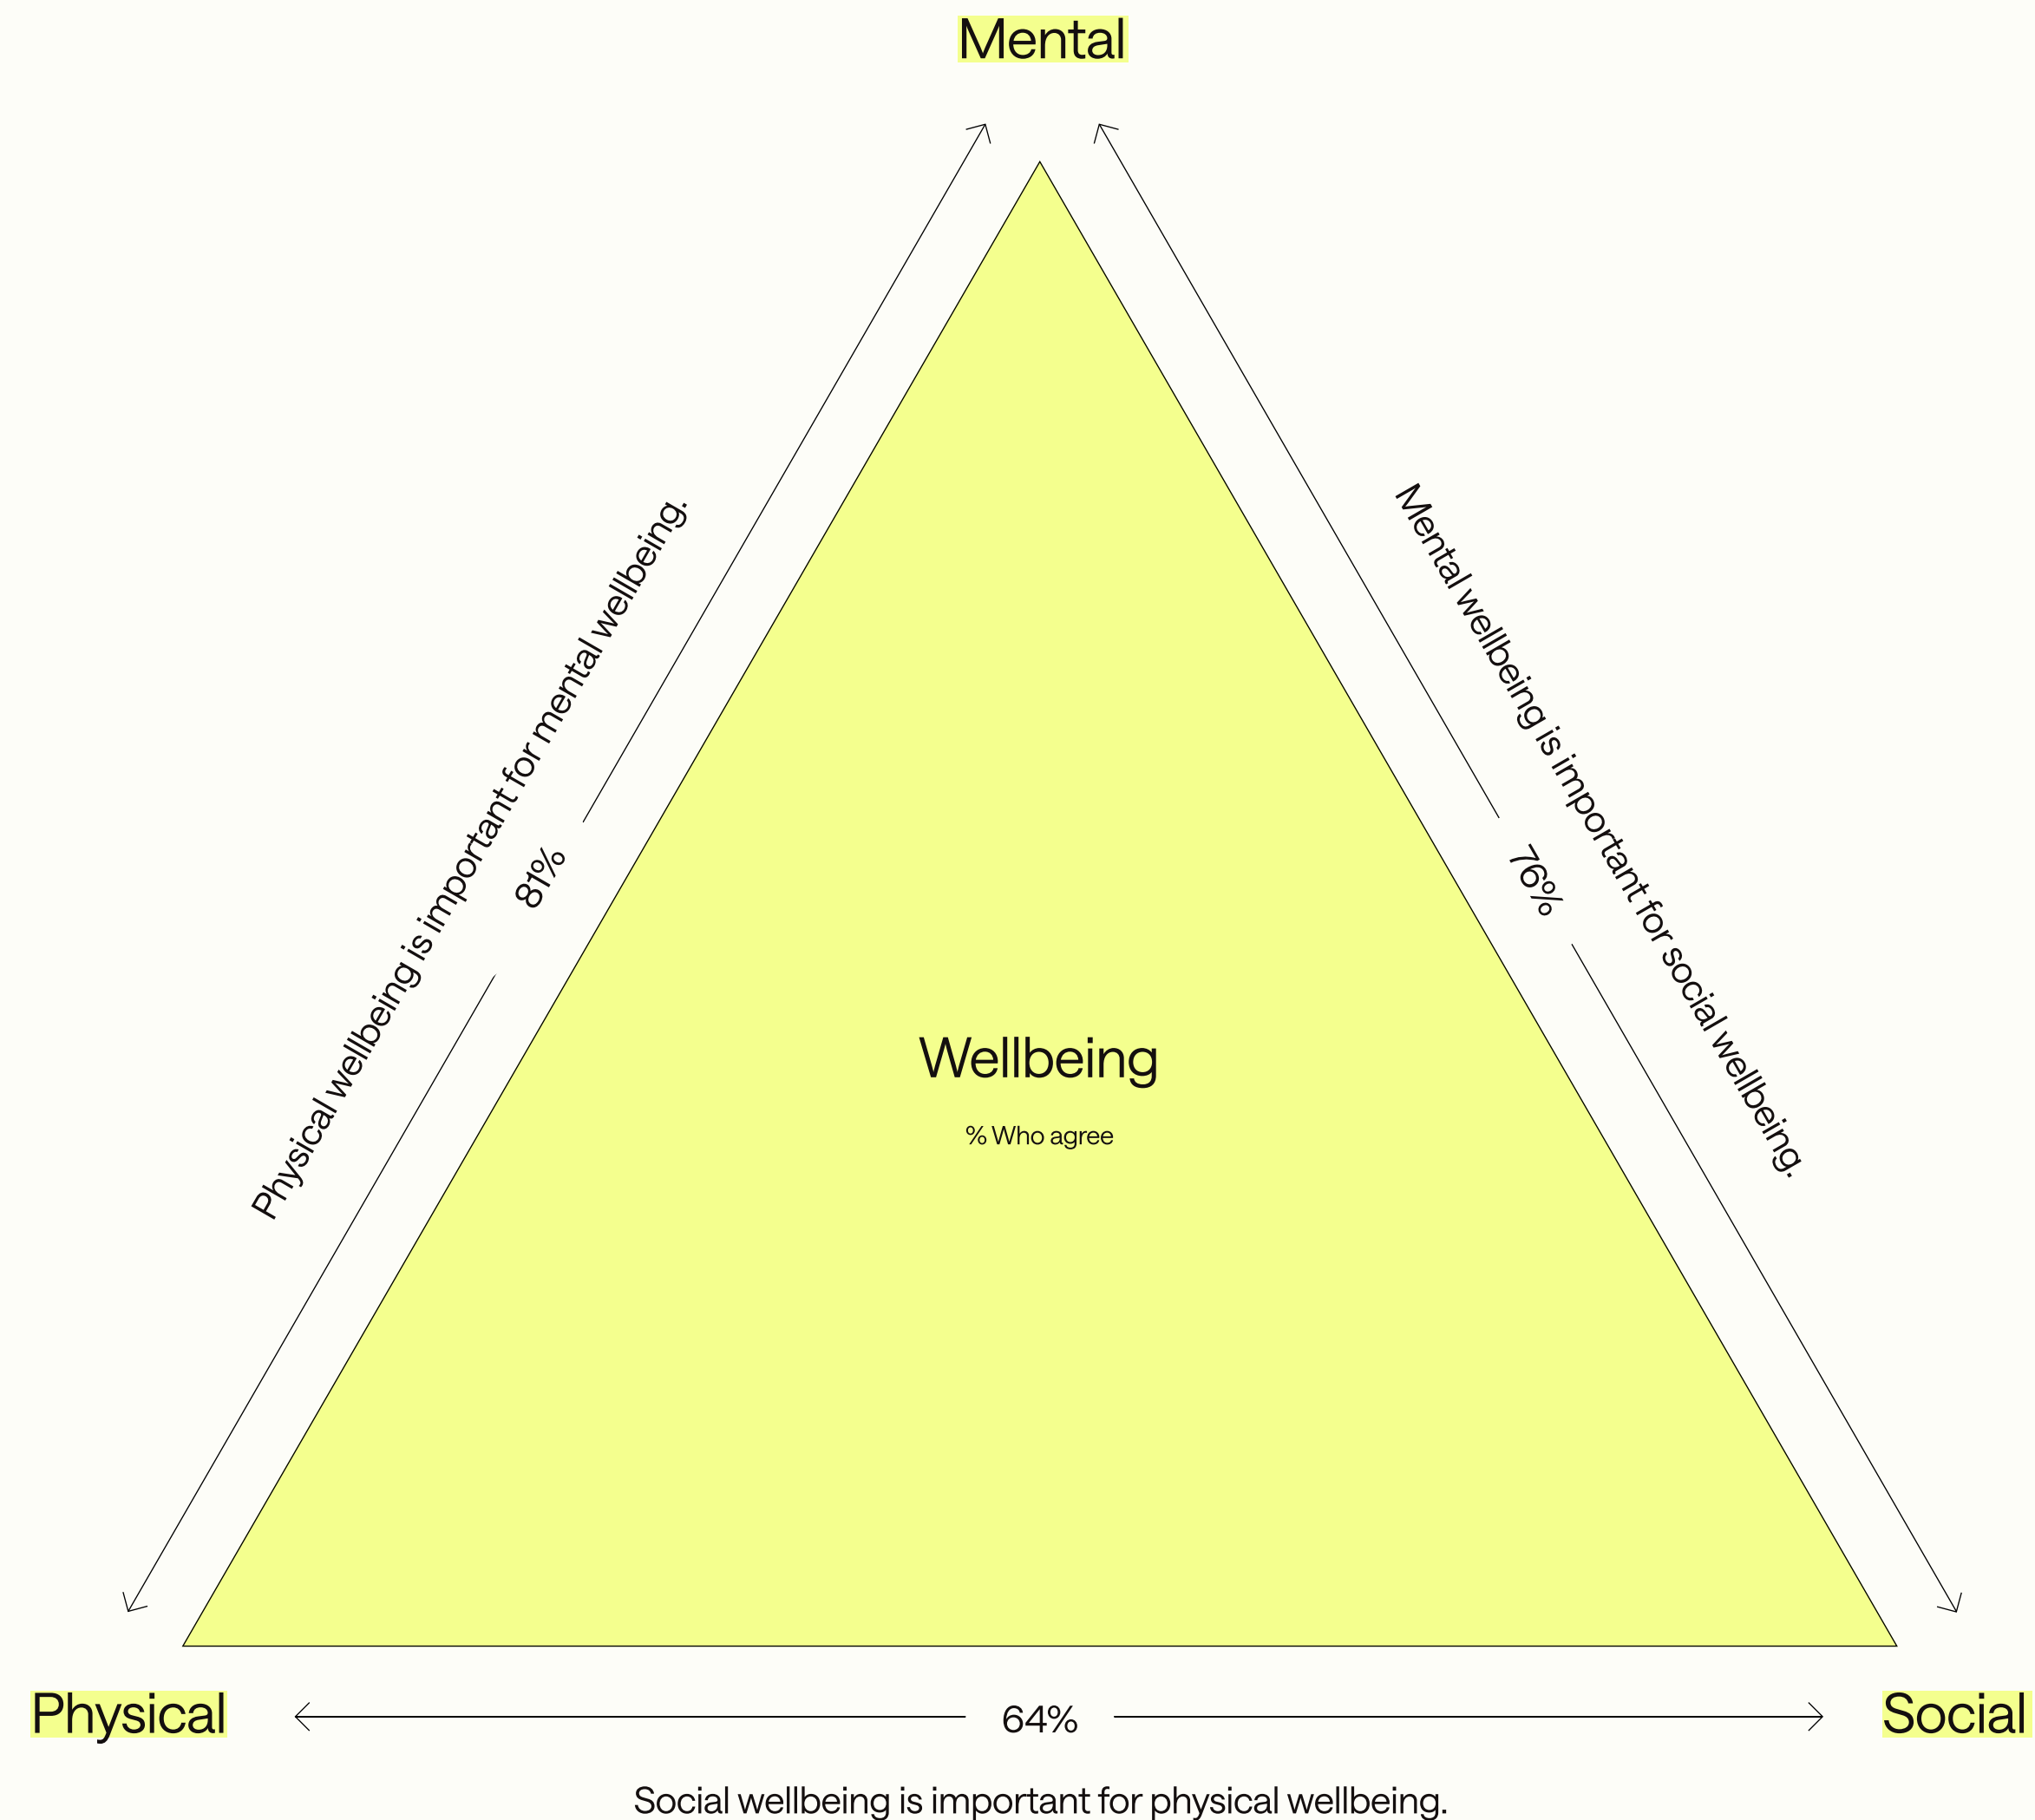 Mental
Physical wellbeing is important for mental wellbeing.
81%
Mental wellbeing is important for social wellbeing.
76%
Wellbeing
% Who agree
Physical
64%
Social
Social wellbeing is important for physical wellbeing.